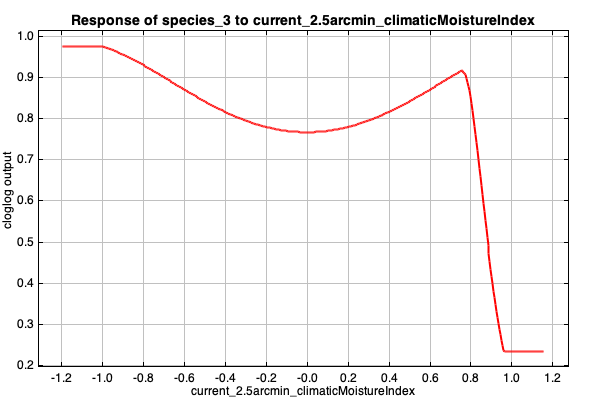 Response of species_3 to current_2.5arcmin_climaticMoistureIndex
1.0
0.9
0.8
0.7
0.6
0.5
0.4
0.3
0.2
cloglog output
-1.2 -1.0 -0.8 -0.6 -0.4 -0.2 -0.0 0.2 0.4 0.6 0.8 1.0 1.2
current_2.5arcmin_climaticMoistureIndex